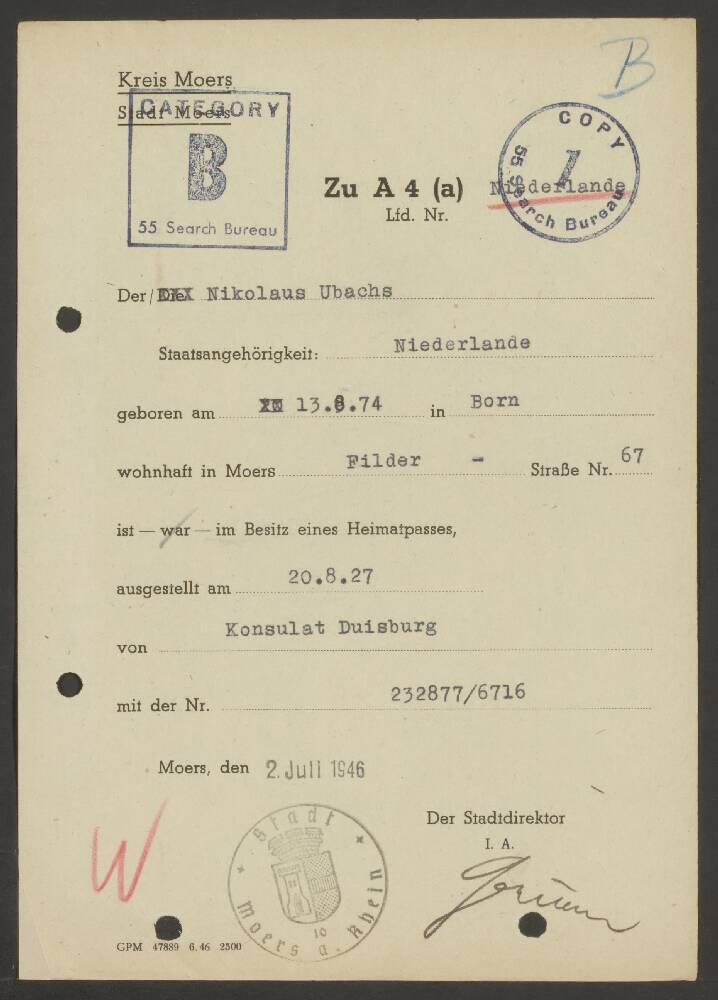 B
Kreis Moers
Stadt Moers
CATEGORY
B
55 Search Bureau
COPY
1
55 Search Bureau
Zu A 4 (a)
Niederlande
Lfd. Nr.
Der / Die Nikolaus Ubachs
Staatsangehörigkeit: Niederlande
geboren am 13.8.74 in Born
wohnhaft in Moers Filder - Straße Nr. 67
ist — war — im Besitz eines Heimatpasses,
ausgestellt am 20.8.27
von Konsulat Duisburg
mit der Nr. 232877/6716
Moers, den 2. Juli 1946
Der Stadtdirektor
I. A.
W
Stadt
Moers a. Rhein
10
GPM 47889 6.46 2500